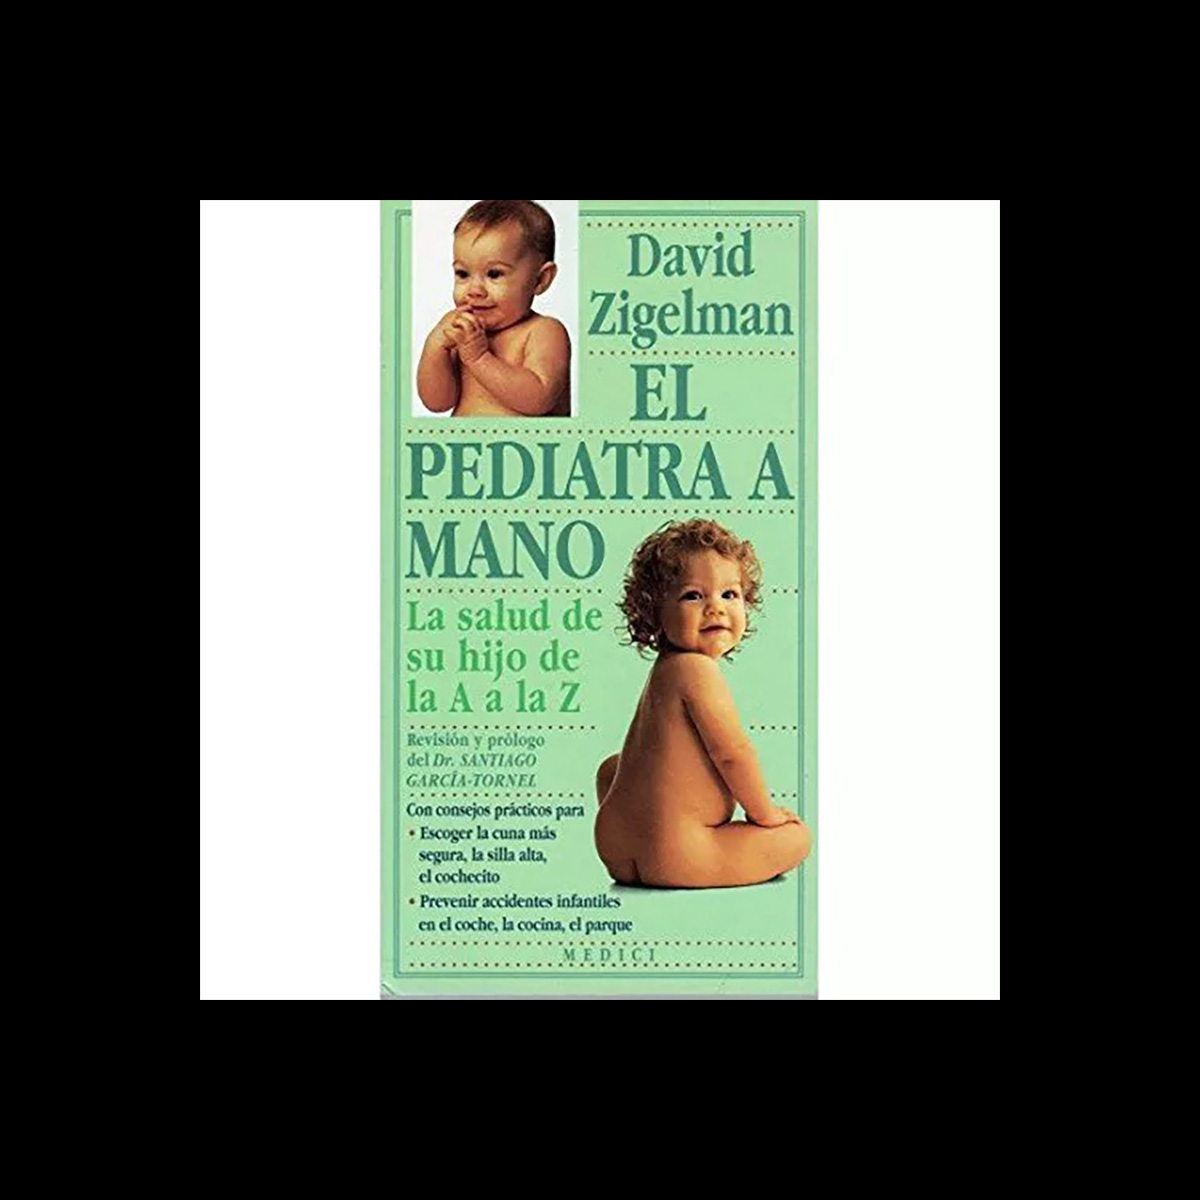 David
Zigelman
EL
PEDIATRA A
MANO
La salud de
su hijo de
la A a la Z
Revisión y prólogo
del Dr. SANTIAGO
GARCÍA-TORNEL
Con consejos prácticos para
• Escoger la cuna más
segura, la silla alta,
el cochecito
• Prevenir accidentes infantiles
en el coche, la cocina, el parque
MEDICI